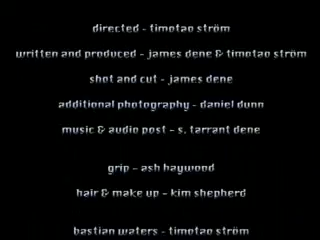 directed - timotao ström
written and produced - james dene & timotao ström
shot and cut - james dene
additional photography - daniel dunn
music & audio post - s. tarrant dene
grip - ash haywood
hair & make up - kim shepherd
bastian waters - timotao ström